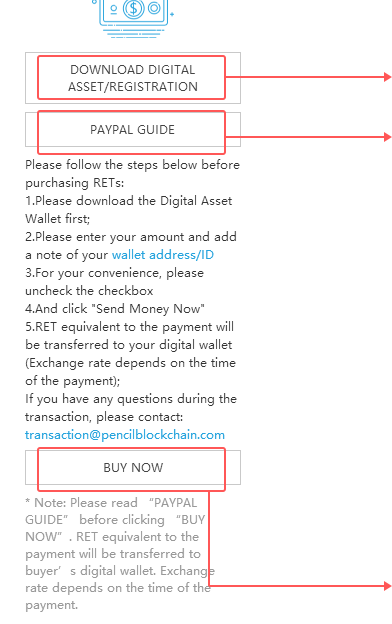 DOWNLOAD DIGITAL
ASSET/REGISTRATION
PAYPAL GUIDE
Please follow the steps below before
purchasing RETs:
1.Please download the Digital Asset
Wallet first;
2.Please enter your amount and add
a note of your wallet address/ID
3.For your convenience, please
uncheck the checkbox
4.And click "Send Money Now"
5.RET equivalent to the payment will
be transferred to your digital wallet
(Exchange rate depends on the time
of the payment);
If you have any questions during the
transaction, please contact:
transaction@pencilblockchain.com
BUY NOW
* Note: Please read “PAYPAL
GUIDE” before clicking “BUY
NOW”. RET equivalent to the
payment will be transferred to
buyer’s digital wallet. Exchange
rate depends on the time of the
payment.